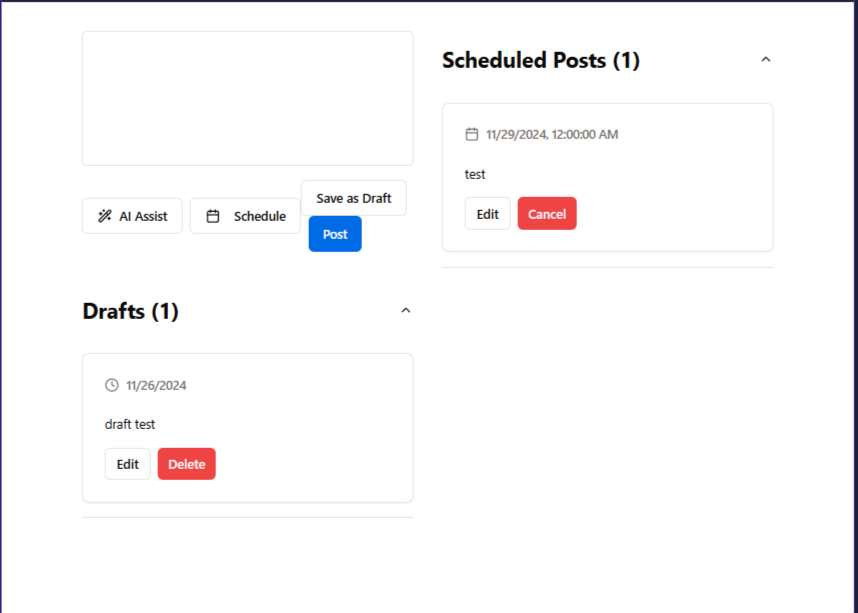 AI Assist
Schedule
Save as Draft
Post
Drafts (1)
11/26/2024
draft test
Edit
Delete
Scheduled Posts (1)
11/29/2024, 12:00:00 AM
test
Edit
Cancel